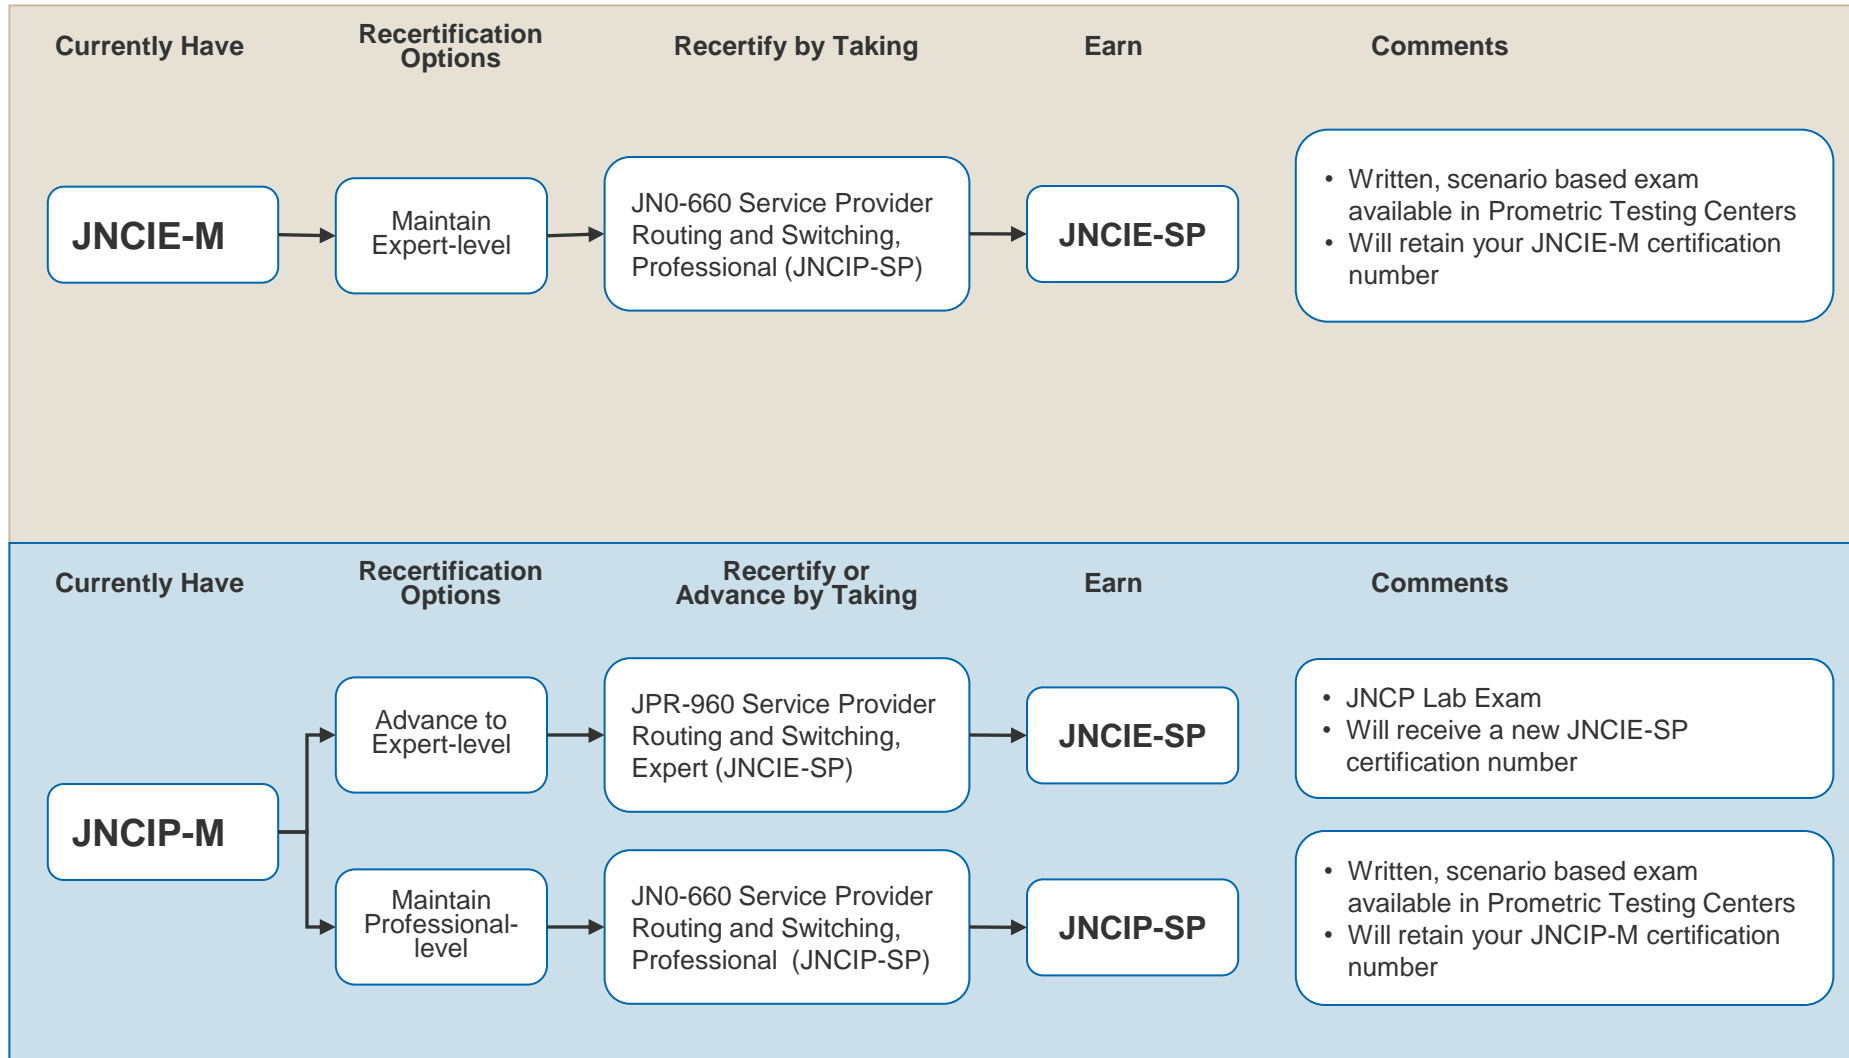 Currently Have
Recertification
Options
Recertify by Taking
Earn
Comments
JNCIE-M
Maintain
Expert-level
JN0-660 Service Provider
Routing and Switching,
Professional (JNCIP-SP)
JNCIE-SP
• Written, scenario based exam
available in Prometric Testing Centers
• Will retain your JNCIE-M certification
number
Currently Have
Recertification
Options
Recertify or
Advance by Taking
Earn
Comments
JNCIP-M
Advance to
Expert-level
JPR-960 Service Provider
Routing and Switching,
Expert (JNCIE-SP)
JNCIE-SP
• JNCP Lab Exam
• Will receive a new JNCIE-SP
certification number
Maintain
Professional-
level
JN0-660 Service Provider
Routing and Switching,
Professional  (JNCIP-SP)
JNCIP-SP
• Written, scenario based exam
available in Prometric Testing Centers
• Will retain your JNCIP-M certification
number